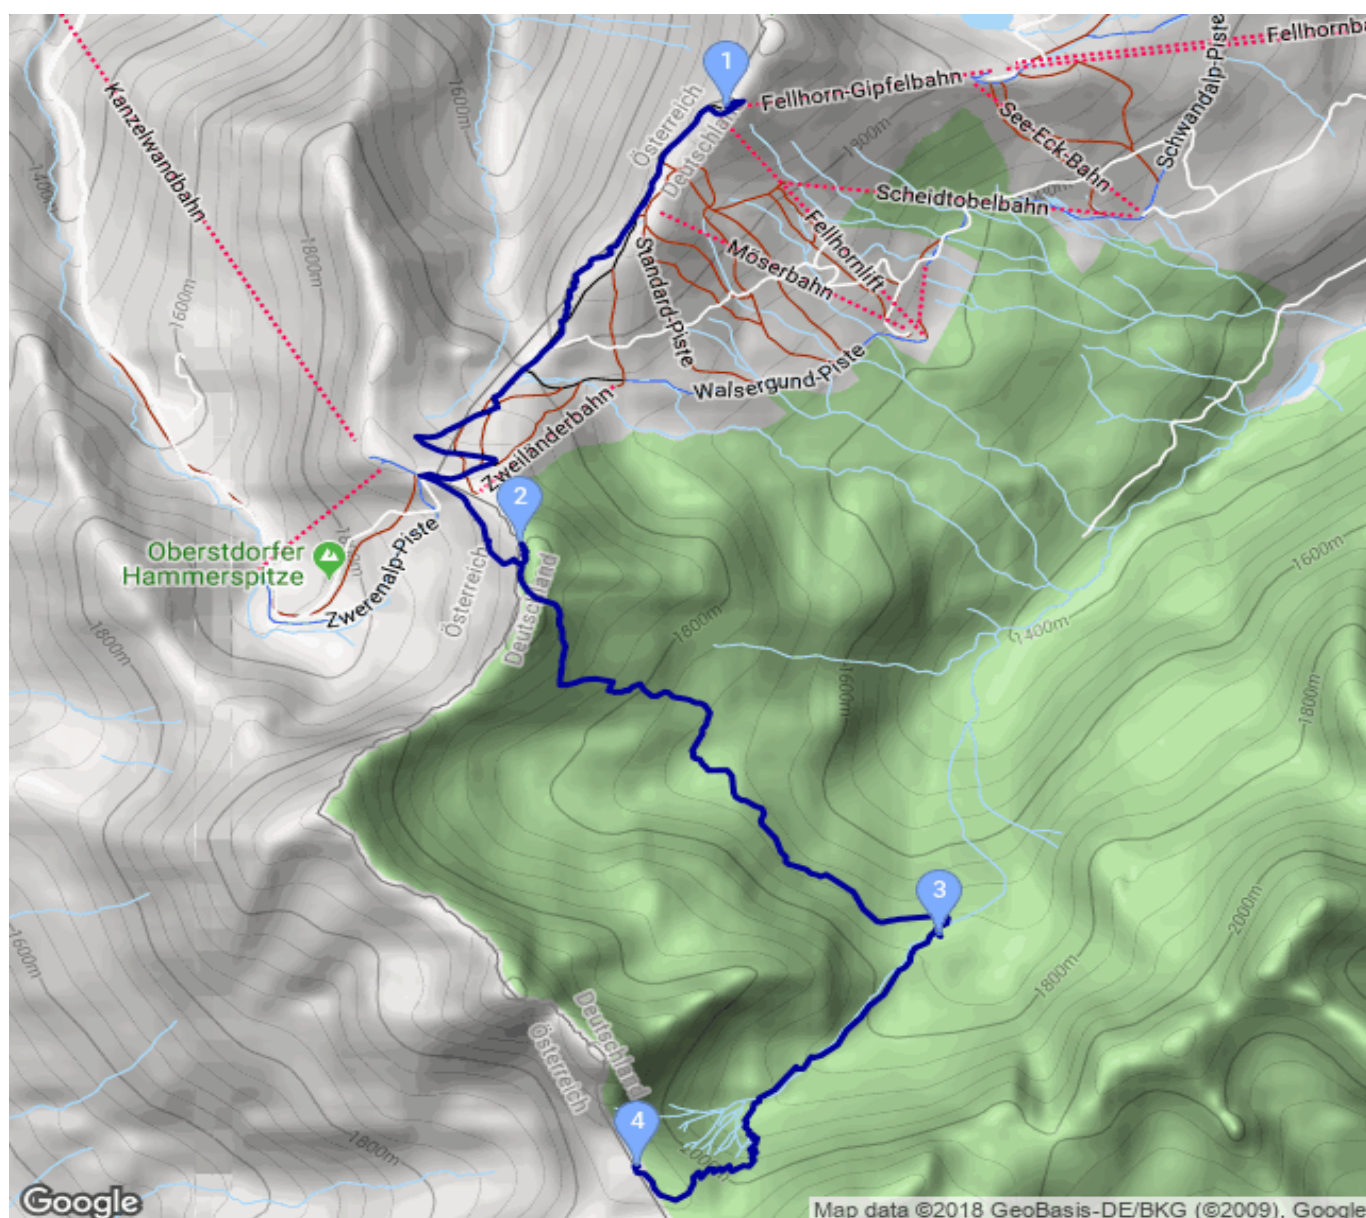 1
Fellhorn-Gipfelbahn
Fellhornba
Schwandalp-Piste
See-Eck-Bahn
Kanzelwandbahn
1600m
Österreich
Deutschland
1400m
1800m
1600m
Scheidtobelbahn
Fellhornlift
Möserbahn
Standard-Piste
Walsergund-Piste
Zweiländerbahn
2
Oberstdorfer
Hammerspitze
Zwerenalp-Piste
Österreich
Deutschland
1800m
1800m
1600m
1400m
1600m
1800m
3
2000m
1800m
1600m
Deutschland
Österreich
4
1800m
2000m
Google
Map data ©2018 GeoBasis-DE/BKG (©2009), Google